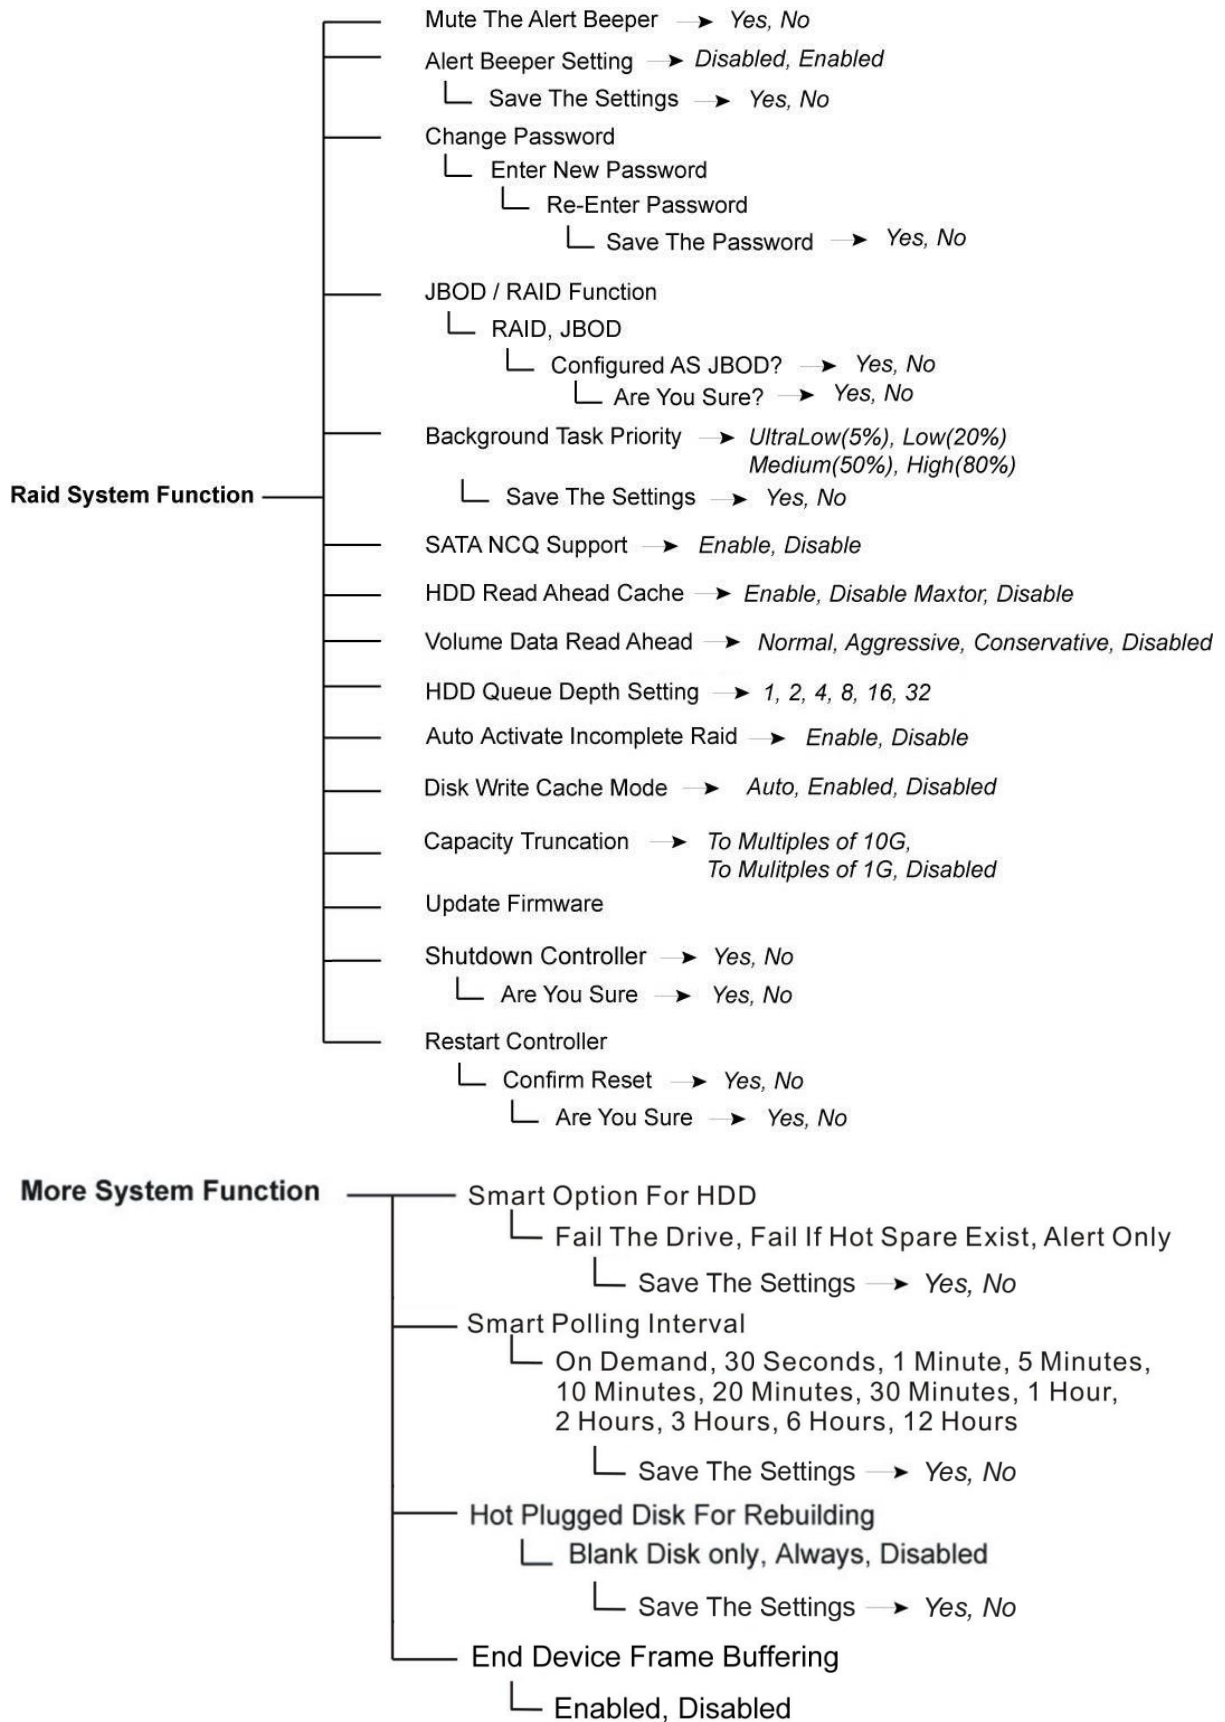 Mute The Alert Beeper → Yes, No
Alert Beeper Setting → Disabled, Enabled
Save The Settings → Yes, No
Change Password
Enter New Password
Re-Enter Password
Save The Password → Yes, No
JBOD / RAID Function
RAID, JBOD
Configured AS JBOD? → Yes, No
Are You Sure? → Yes, No
Background Task Priority → UltraLow(5%), Low(20%)
Medium(50%), High(80%)
Raid System Function
Save The Settings → Yes, No
SATA NCQ Support → Enable, Disable
HDD Read Ahead Cache → Enable, Disable Maxtor, Disable
Volume Data Read Ahead → Normal, Aggressive, Conservative, Disabled
HDD Queue Depth Setting → 1, 2, 4, 8, 16, 32
Auto Activate Incomplete Raid → Enable, Disable
Disk Write Cache Mode → Auto, Enabled, Disabled
Capacity Truncation → To Multiples of 10G,
To Mulitples of 1G, Disabled
Update Firmware
Shutdown Controller → Yes, No
Are You Sure → Yes, No
Restart Controller
Confirm Reset → Yes, No
Are You Sure → Yes, No
More System Function
Smart Option For HDD
Fail The Drive, Fail If Hot Spare Exist, Alert Only
Save The Settings → Yes, No
Smart Polling Interval
On Demand, 30 Seconds, 1 Minute, 5 Minutes,
10 Minutes, 20 Minutes, 30 Minutes, 1 Hour,
2 Hours, 3 Hours, 6 Hours, 12 Hours
Save The Settings → Yes, No
Hot Plugged Disk For Rebuilding
Blank Disk only, Always, Disabled
Save The Settings → Yes, No
End Device Frame Buffering
Enabled, Disabled